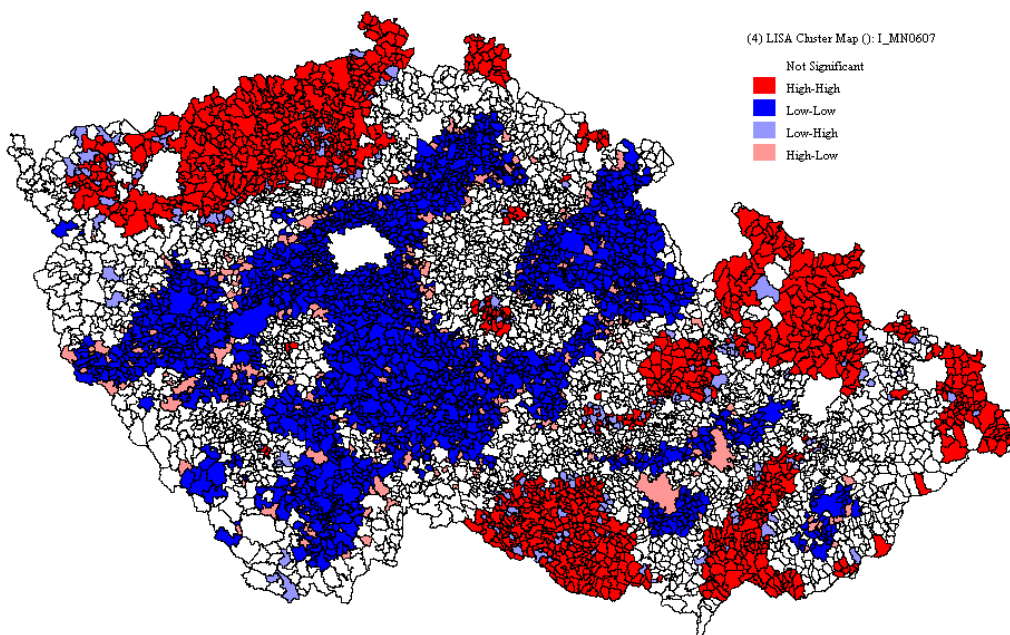 (4) LISA Cluster Map (): I_MN0607
Not Significant
High-High
Low-Low
Low-High
High-Low